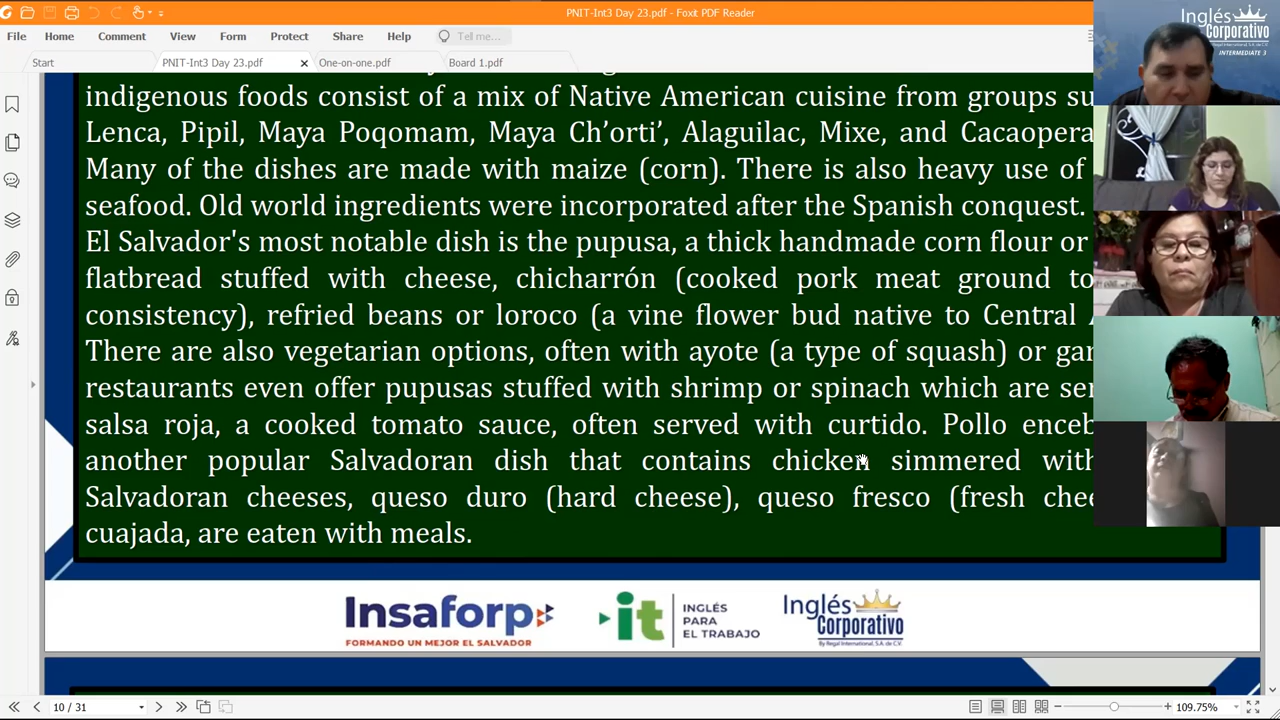 PNIT-Int3 Day 23.pdf - Foxit PDF Reader
File Home Comment View Form Protect Share Help Tell me...
Start PNIT-Int3 Day 23.pdf One-on-one.pdf Board 1.pdf
indigenous foods consist of a mix of Native American cuisine from groups su
Lenca, Pipil, Maya Poqomam, Maya Ch’orti’, Alaguilac, Mixe, and Cacaopera
Many of the dishes are made with maize (corn). There is also heavy use of
seafood. Old world ingredients were incorporated after the Spanish conquest.
El Salvador's most notable dish is the pupusa, a thick handmade corn flour or
flatbread stuffed with cheese, chicharrón (cooked pork meat ground to
consistency), refried beans or loroco (a vine flower bud native to Central
There are also vegetarian options, often with ayote (a type of squash) or gar
restaurants even offer pupusas stuffed with shrimp or spinach which are ser
salsa roja, a cooked tomato sauce, often served with curtido. Pollo enceb
another popular Salvadoran dish that contains chicken simmered with
Salvadoran cheeses, queso duro (hard cheese), queso fresco (fresh chee
cuajada, are eaten with meals.
Insaforp
FORMANDO UN MEJOR EL SALVADOR
it INGLÉS PARA EL TRABAJO
Inglés Corporativo
By Regal International, S.A. de C.V.
10 / 31
109.75%
Inglés
Corporativo
By Regal International, S.A. de C.V.
INTERMEDIATE 3